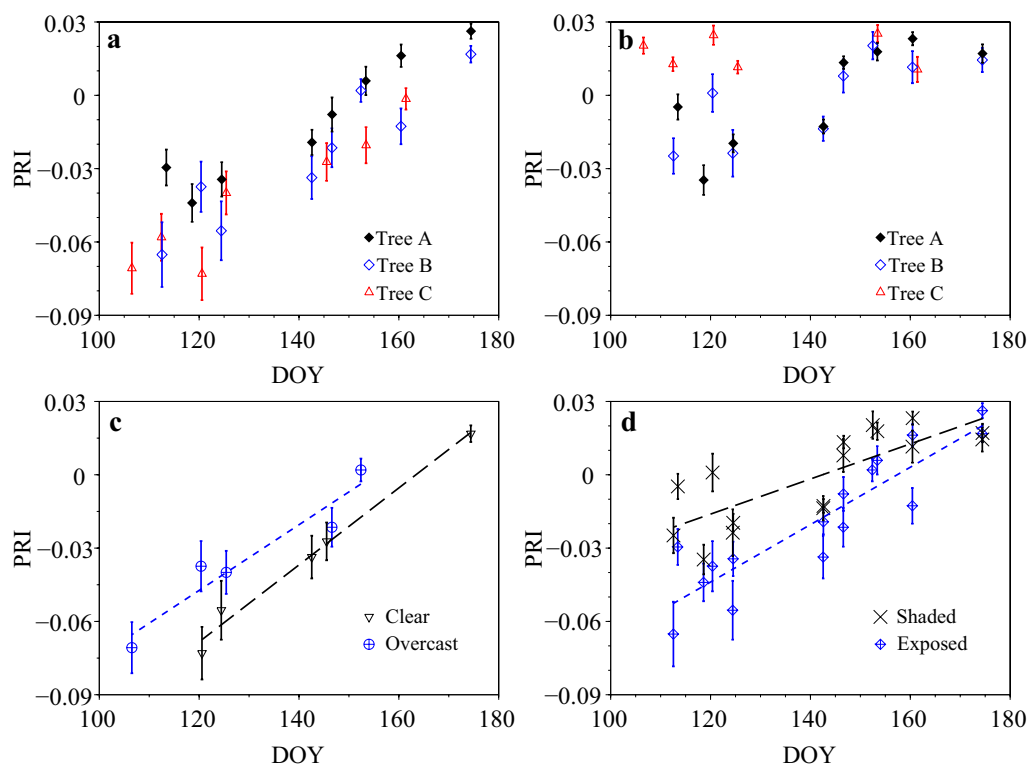 a
b
0.03
0
−0.03
−0.06
−0.09
PRI
Tree A
Tree B
Tree C
100
120
140
160
180
DOY
0.03
0
−0.03
−0.06
−0.09
PRI
Tree A
Tree B
Tree C
100
120
140
160
180
DOY
c
0.03
0
−0.03
−0.06
−0.09
PRI
Clear
Overcast
100
120
140
160
180
DOY
d
0.03
0
−0.03
−0.06
−0.09
PRI
Shaded
Exposed
100
120
140
160
180
DOY